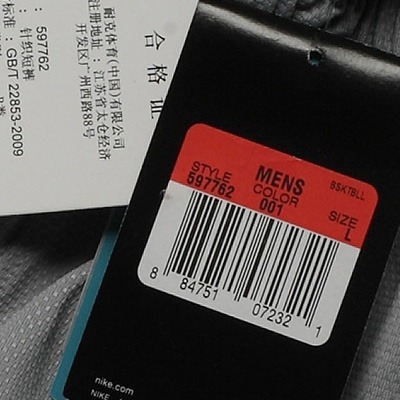 合格证
: 597762
: 针织短裤
标准 : GB/T 22853-2009
耐克体育(中国)有限公司
注册地址 : 江苏省太仓经济
开发区广州西路88号
BSKTBLL
MENS
STYLE
597762
COLOR
001
SIZE
L
8 84751 07232 1
nike.com
NIKE